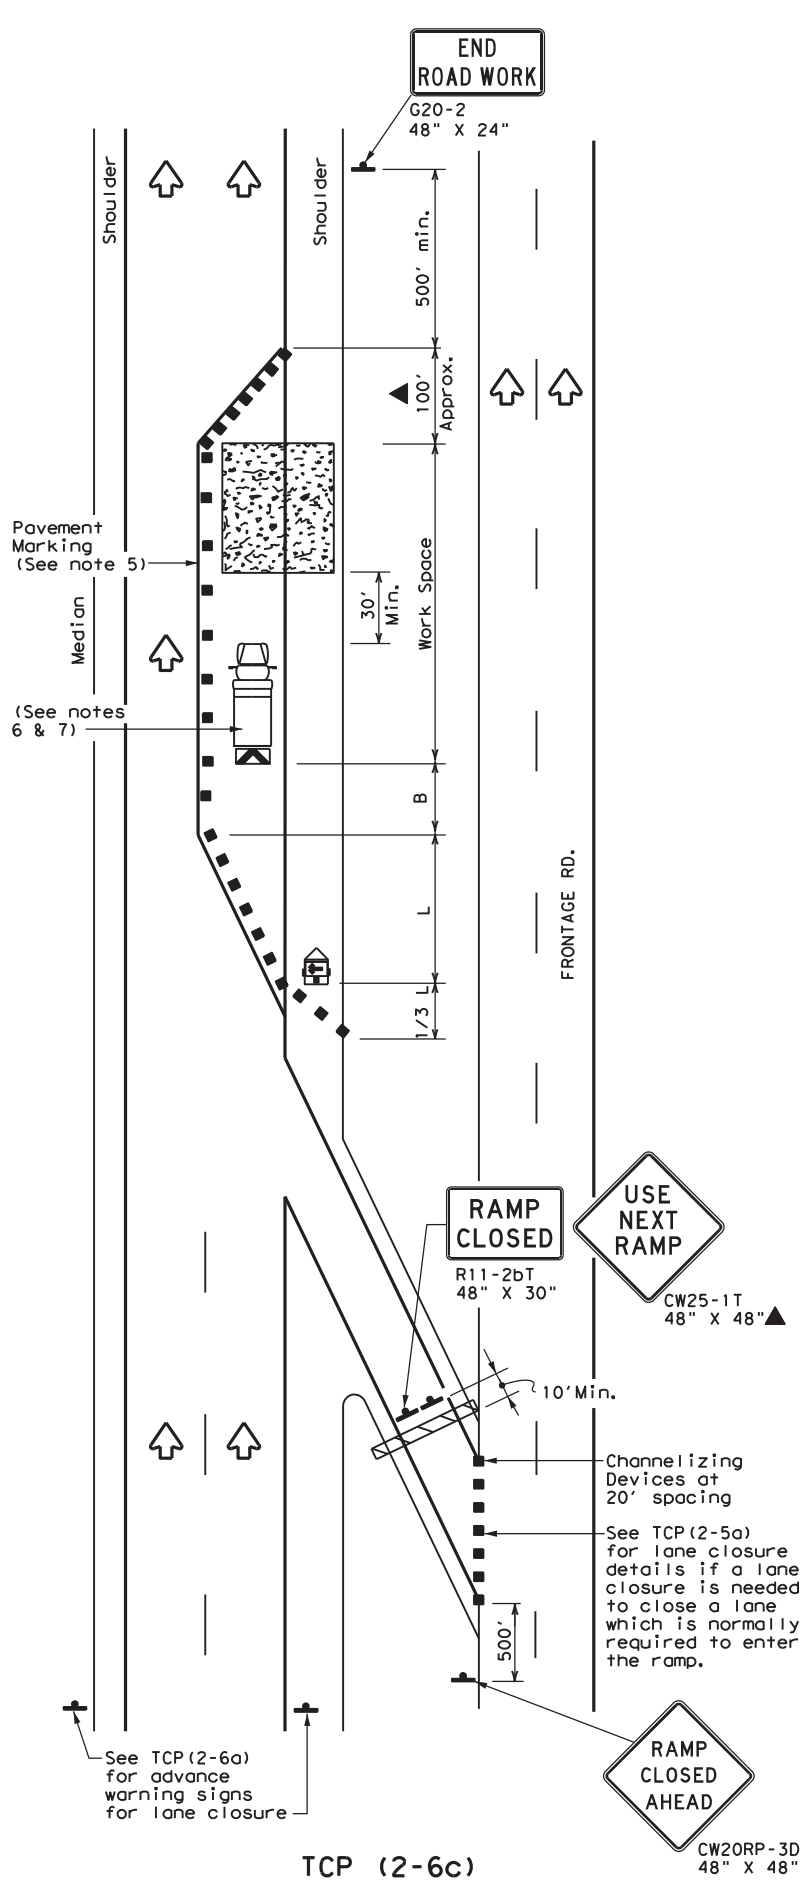 END
ROAD WORK
G20-2
48" X 24"
Shoulder
Shoulder
500' min.
100'
Approx.
Pavement
Marking
(See note 5)
Median
30'
Min.
Work Space
(See notes
6 & 7)
B
L
1/3 L
FRONTAGE RD.
RAMP
CLOSED
R11-2bT
48" X 30"
USE
NEXT
RAMP
CW25-1T
48" X 48"
10'Min.
Channelizing
Devices at
20' spacing
See TCP(2-5a)
for lane closure
details if a lane
closure is needed
to close a lane
which is normally
required to enter
the ramp.
500'
See TCP(2-6a)
for advance
warning signs
for lane closure
RAMP
CLOSED
AHEAD
CW20RP-3D
48" X 48"
TCP (2-6c)